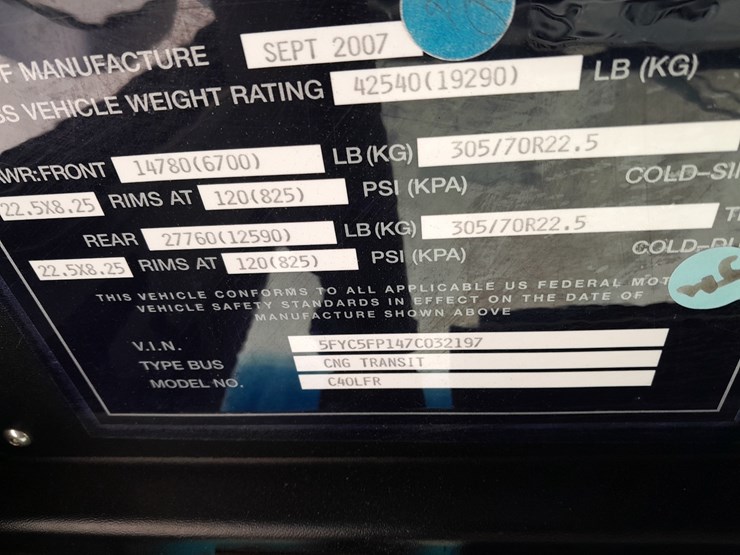 F MANUFACTURE SEPT 2007
SS VEHICLE WEIGHT RATING 42540(19290) LB (KG)
WR:FRONT 14780(6700) LB (KG) 305/70R22.5
22.5X8.25 RIMS AT 120(825) PSI (KPA) COLD-SI
REAR 27760(12590) LB (KG) 305/70R22.5
22.5X8.25 RIMS AT 120(825) PSI (KPA) COLD-DU
THIS VEHICLE CONFORMS TO ALL APPLICABLE US FEDERAL MOT
VEHICLE SAFETY STANDARDS IN EFFECT ON THE DATE OF
MANUFACTURE SHOWN ABOVE
V.I.N. 5FYC5FP147C032197
TYPE BUS CNG TRANSIT
MODEL NO. C40LFR